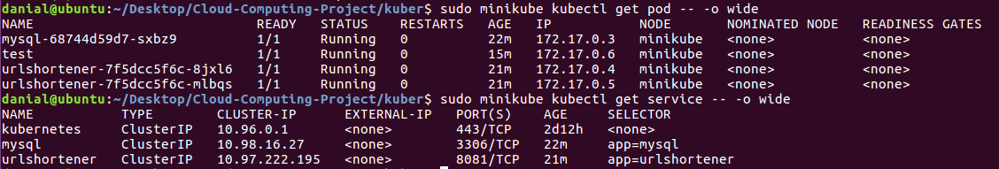 danial@ubuntu:~/Desktop/Cloud-Computing-Project/kuber$ sudo minikube kubectl get pod -- -o wide
NAME READY STATUS RESTARTS AGE IP NODE NOMINATED NODE READINESS GATES
mysql-68744d59d7-sxbz9 1/1 Running 0 22m 172.17.0.3 minikube <none> <none>
test 1/1 Running 0 15m 172.17.0.6 minikube <none> <none>
urlshortener-7f5dcc5f6c-8jxl6 1/1 Running 0 21m 172.17.0.4 minikube <none> <none>
urlshortener-7f5dcc5f6c-mlbqs 1/1 Running 0 21m 172.17.0.5 minikube <none> <none>
danial@ubuntu:~/Desktop/Cloud-Computing-Project/kuber$ sudo minikube kubectl get service -- -o wide
NAME TYPE CLUSTER-IP EXTERNAL-IP PORT(S) AGE SELECTOR
kubernetes ClusterIP 10.96.0.1 <none> 443/TCP 2d12h <none>
mysql ClusterIP 10.98.16.27 <none> 3306/TCP 22m app=mysql
urlshortener ClusterIP 10.97.222.195 <none> 8081/TCP 21m app=urlshortener